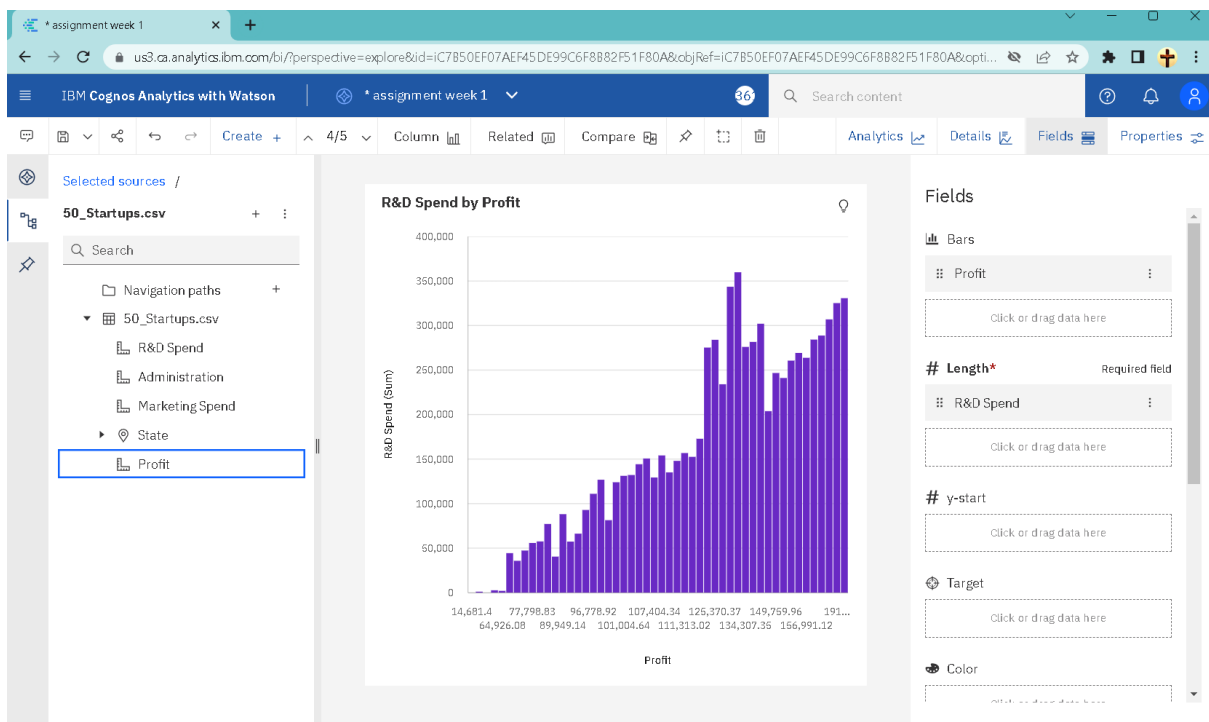 * assignment week 1
us3.ca.analytics.ibm.com/bi/?perspective=explore&id=iC7B50EF07AEF45DE99C6F8B82F51F80A&objRef=iC7B50EF07AEF45DE99C6F8B82F51F80A&opti...
IBM Cognos Analytics with Watson
* assignment week 1
361
Search content
Create
4/5
Column
Related
Compare
Analytics
Details
Fields
Properties
Selected sources /
50_Startups.csv
Search
Navigation paths
50_Startups.csv
R&D Spend
Administration
Marketing Spend
State
Profit
R&D Spend by Profit
400,000
350,000
300,000
250,000
200,000
150,000
100,000
50,000
0
R&D Spend (Sum)
14,681.4 77,798.83 96,778.92 107,404.34 125,370.37 149,759.96 191...
64,926.08 89,949.14 101,004.64 111,313.02 134,307.35 156,991.12
Profit
Fields
Bars
Profit
Click or drag data here
# Length* Required field
R&D Spend
Click or drag data here
# y-start
Click or drag data here
Target
Click or drag data here
Color